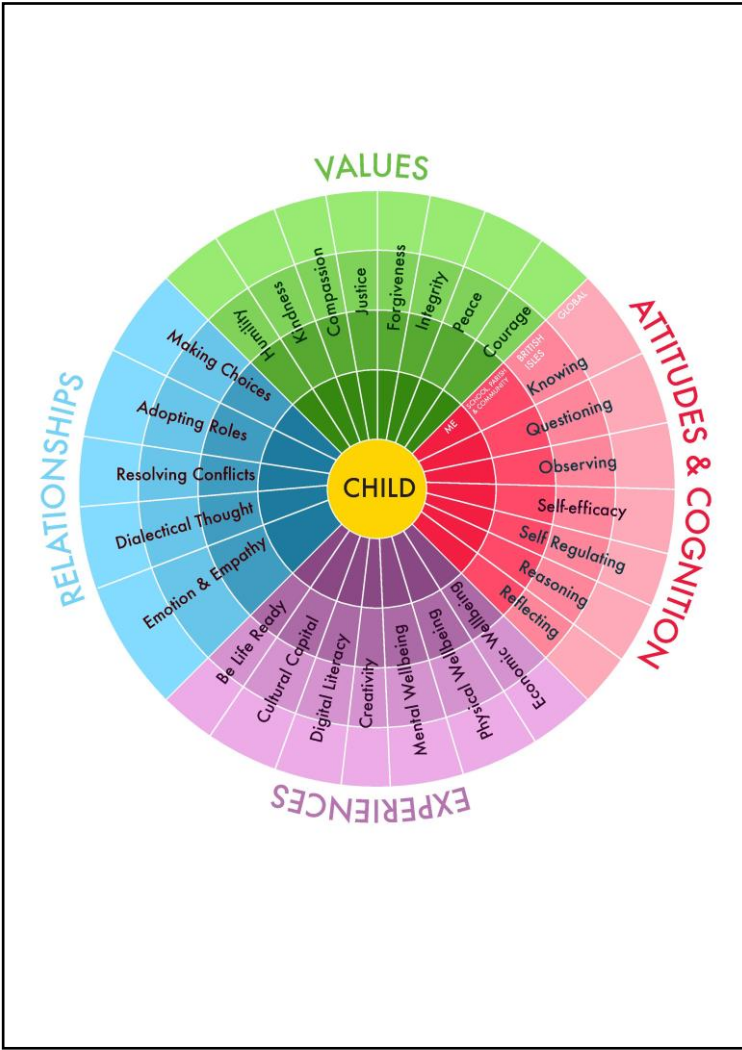 VALUES
Humility
Kindness
Compassion
Justice
Forgiveness
Integrity
Peace
Courage
ATTITUDES & COGNITION
GLOBAL
BRITISH
ISLES
SCHOOL, PARISH
& COMMUNITY
ME
Knowing
Questioning
Observing
Self-efficacy
Self Regulating
Reasoning
Reflecting
EXPERIENCES
Economic Wellbeing
Physical Wellbeing
Mental Wellbeing
Creativity
Digital Literacy
Cultural Capital
Be Life Ready
RELATIONSHIPS
Making Choices
Adopting Roles
Resolving Conflicts
Dialectical Thought
Emotion & Empathy
CHILD